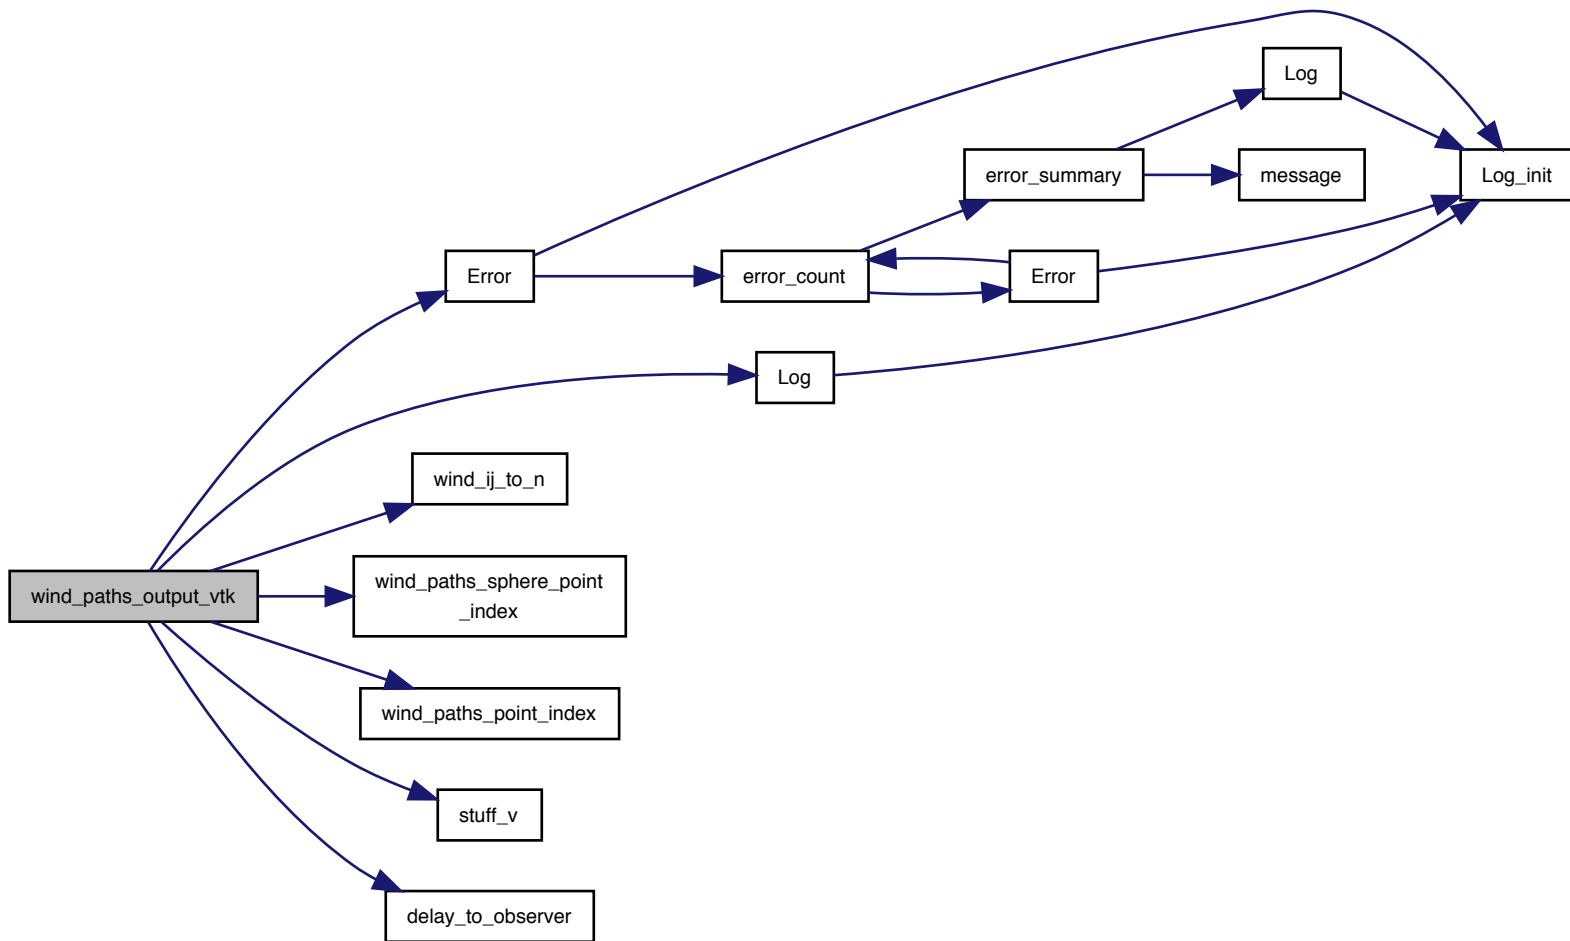 Log
error_summary
message
Log_init
Error
error_count
Error
Log
wind_ij_to_n
wind_paths_output_vtk
wind_paths_sphere_point
_index
wind_paths_point_index
stuff_v
delay_to_observer